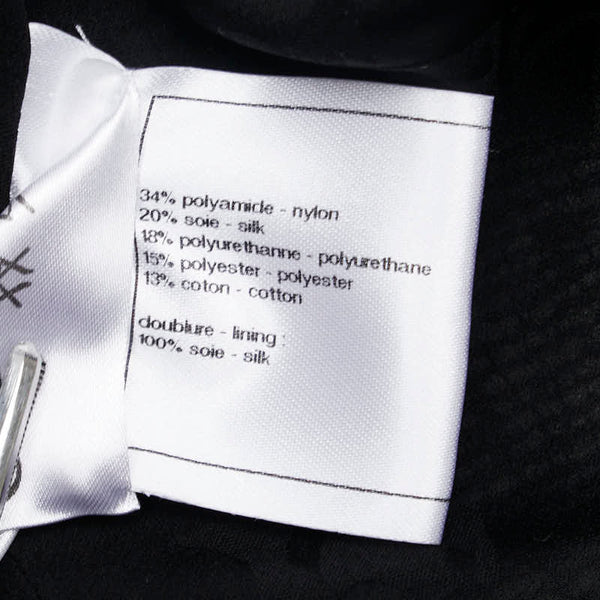 34% polyamide - nylon
20% soie - silk
18% polyurethanne - polyurethane
15% polyester - polyester
13% coton - cotton
doublure - lining :
100% soie - silk